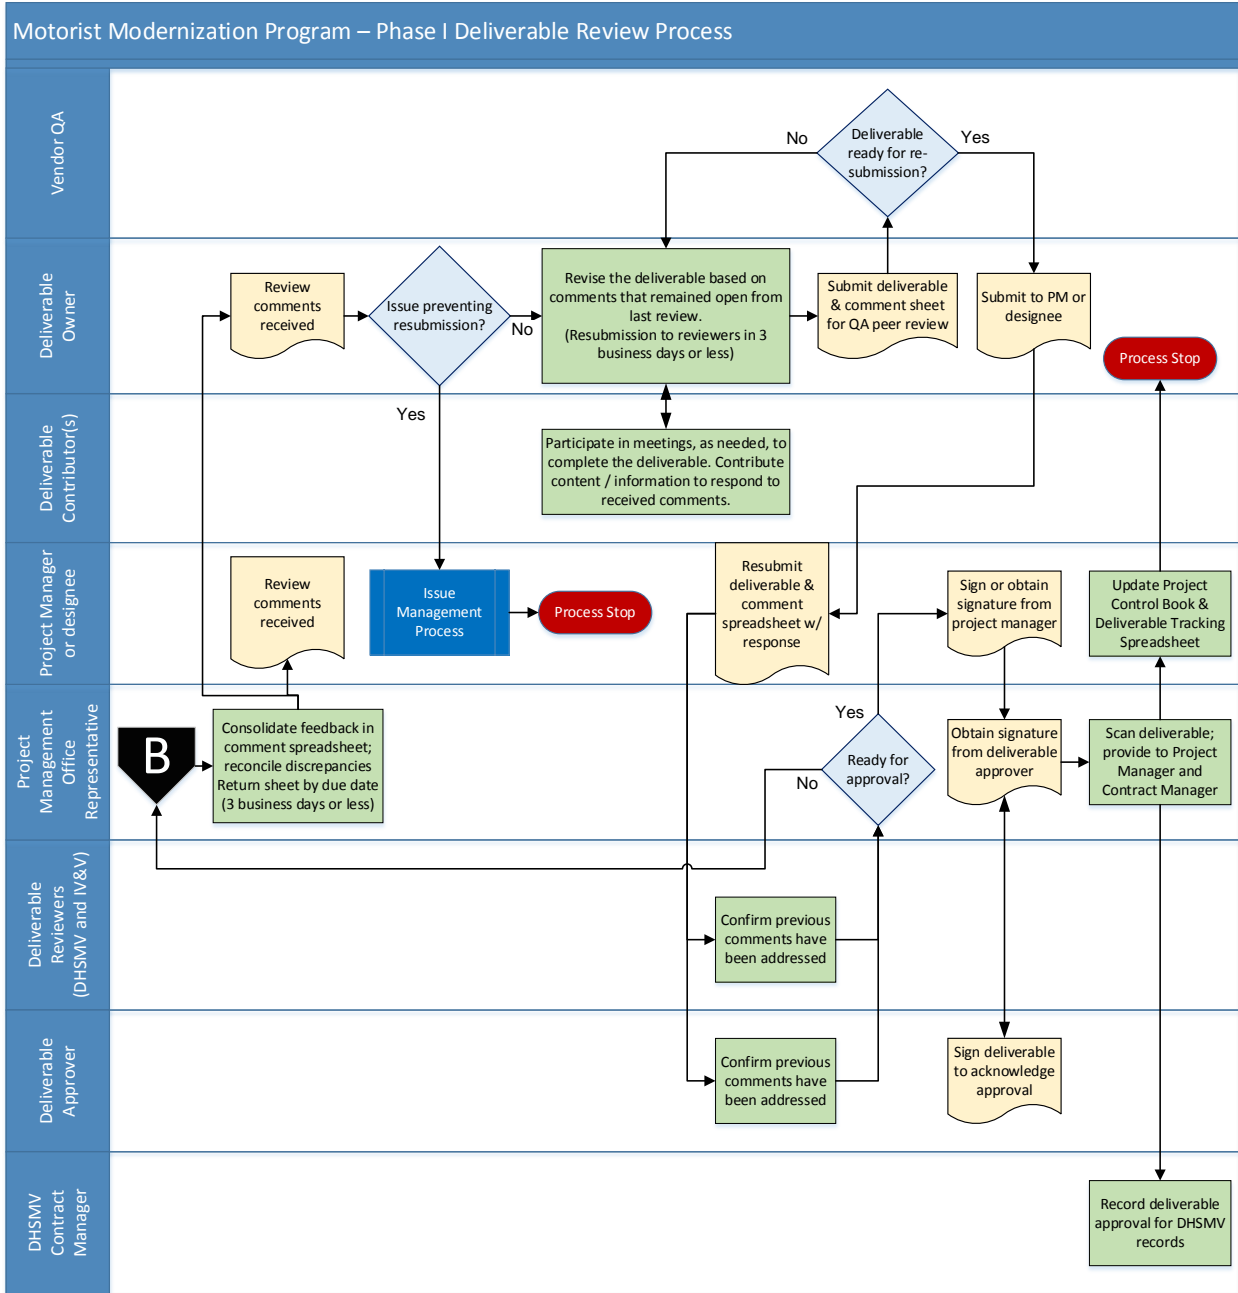 Motorist Modernization Program – Phase I Deliverable Review Process
Vendor QA
No
Deliverable
ready for re-
submission?
Yes
Deliverable
Owner
Review
comments
received
Issue preventing
resubmission?
No
Revise the deliverable based on
comments that remained open from
last review.
(Resubmission to reviewers in 3
business days or less)
Submit deliverable
& comment sheet
for QA peer review
Submit to PM or
designee
Process Stop
Deliverable
Contributor(s)
Yes
Participate in meetings, as needed, to
complete the deliverable. Contribute
content / information to respond to
received comments.
Project Manager
or designee
Review
comments
received
Issue
Management
Process
Process Stop
Resubmit
deliverable &
comment
spreadsheet w/
response
Sign or obtain
signature from
project manager
Update Project
Control Book &
Deliverable Tracking
Spreadsheet
Project
Management
Office
Representative
B
Consolidate feedback in
comment spreadsheet;
reconcile discrepancies
Return sheet by due date
(3 business days or less)
Yes
Ready for
approval?
No
Obtain signature
from deliverable
approver
Scan deliverable;
provide to Project
Manager and
Contract Manager
Deliverable
Reviewers
(DHSMV and IV&V)
Confirm previous
comments have
been addressed
Deliverable
Approver
Confirm previous
comments have
been addressed
Sign deliverable
to acknowledge
approval
DHSMV
Contract
Manager
Record deliverable
approval for DHSMV
records